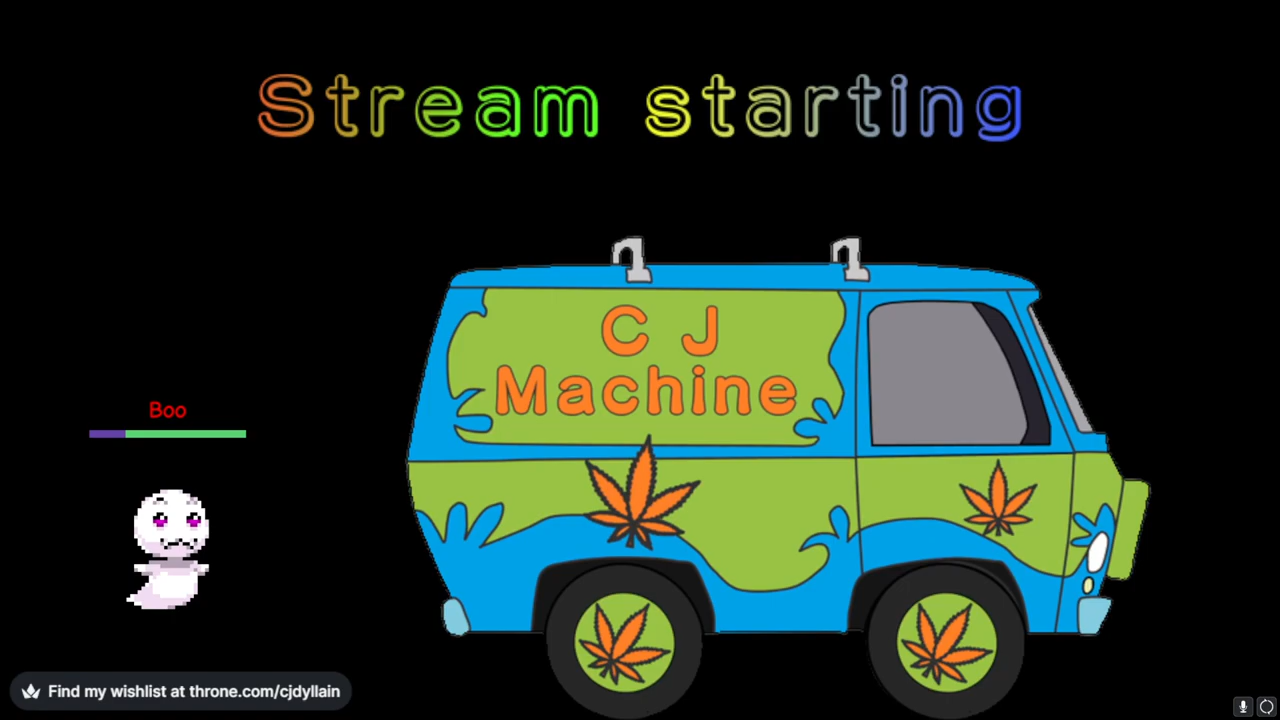 Stream starting
C J
Machine
Boo
Find my wishlist at throne.com/cjdyllain